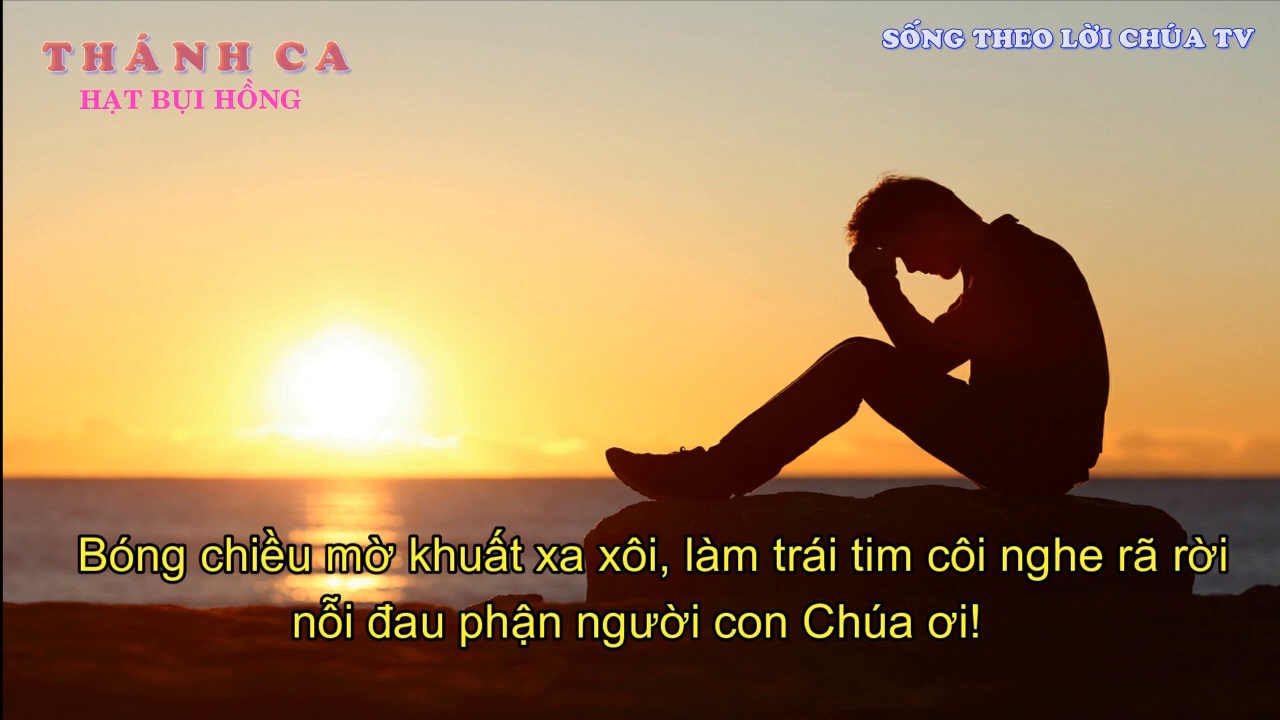 THÁNH CA
HẠT BỤI HỒNG
SỐNG THEO LỜI CHÚA TV
Bóng chiều mờ khuất xa xôi, làm trái tim côi nghe rã rời
nỗi đau phận người con Chúa ơi!